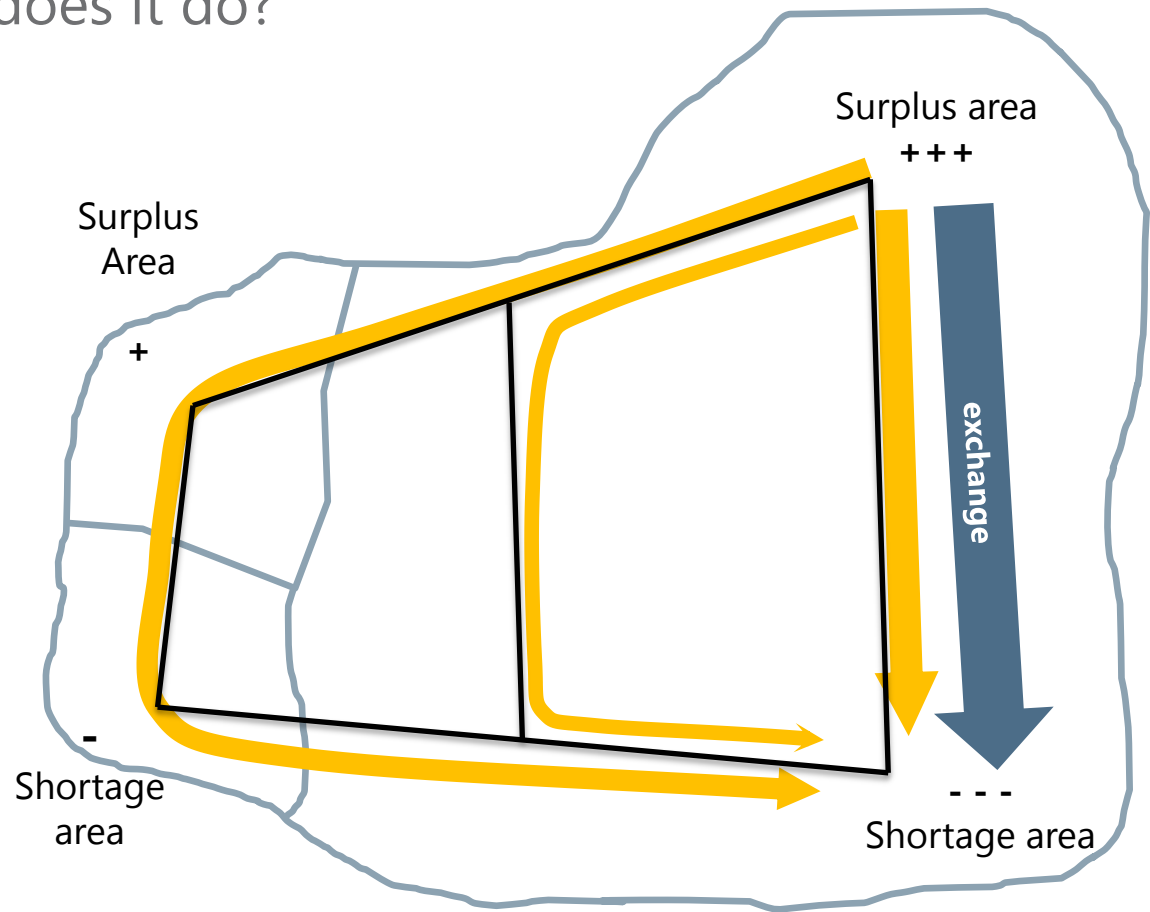 does it do?
Surplus area
+++
Surplus
Area
+
exchange
-
Shortage
area
- - -
Shortage area